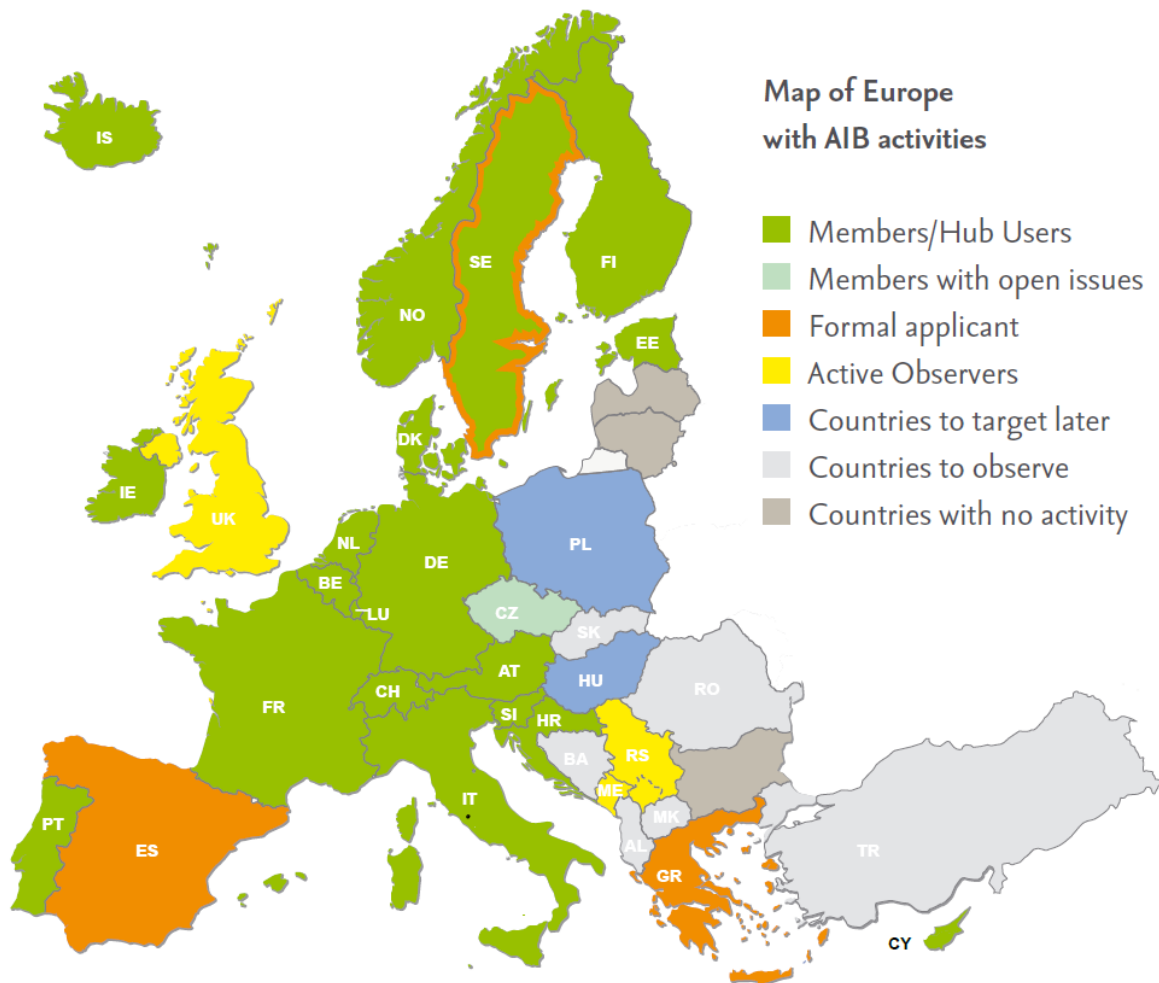 Map of Europe
with AIB activities
Members/Hub Users
Members with open issues
Formal applicant
Active Observers
Countries to target later
Countries to observe
Countries with no activity
IS
SE
FI
NO
EE
DK
IE
UK
NL
DE
PL
BE
LU
CZ
SK
AT
CH
HU
RO
FR
SI
HR
RS
BA
ME
IT
MK
PT
ES
AL
TR
GR
CY